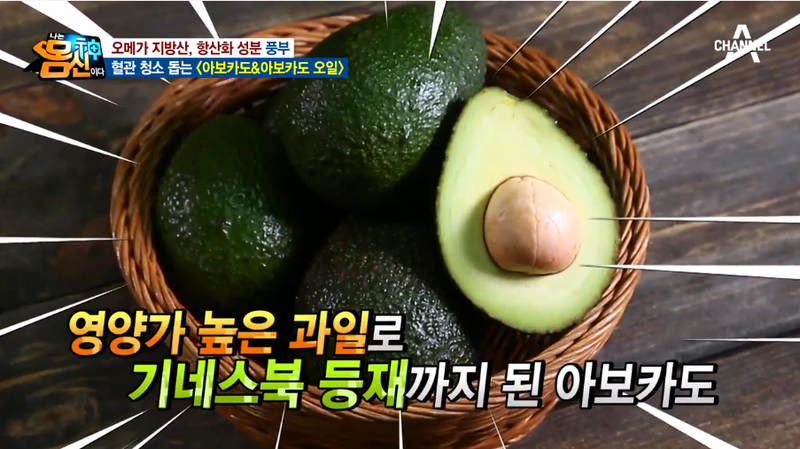 나는 몸神이다
오메가 지방산, 항산화 성분 풍부
혈관 청소 돕는 <아보카도&아보카도 오일>
CHANNEL A
영양가 높은 과일로
기네스북 등재까지 된 아보카도